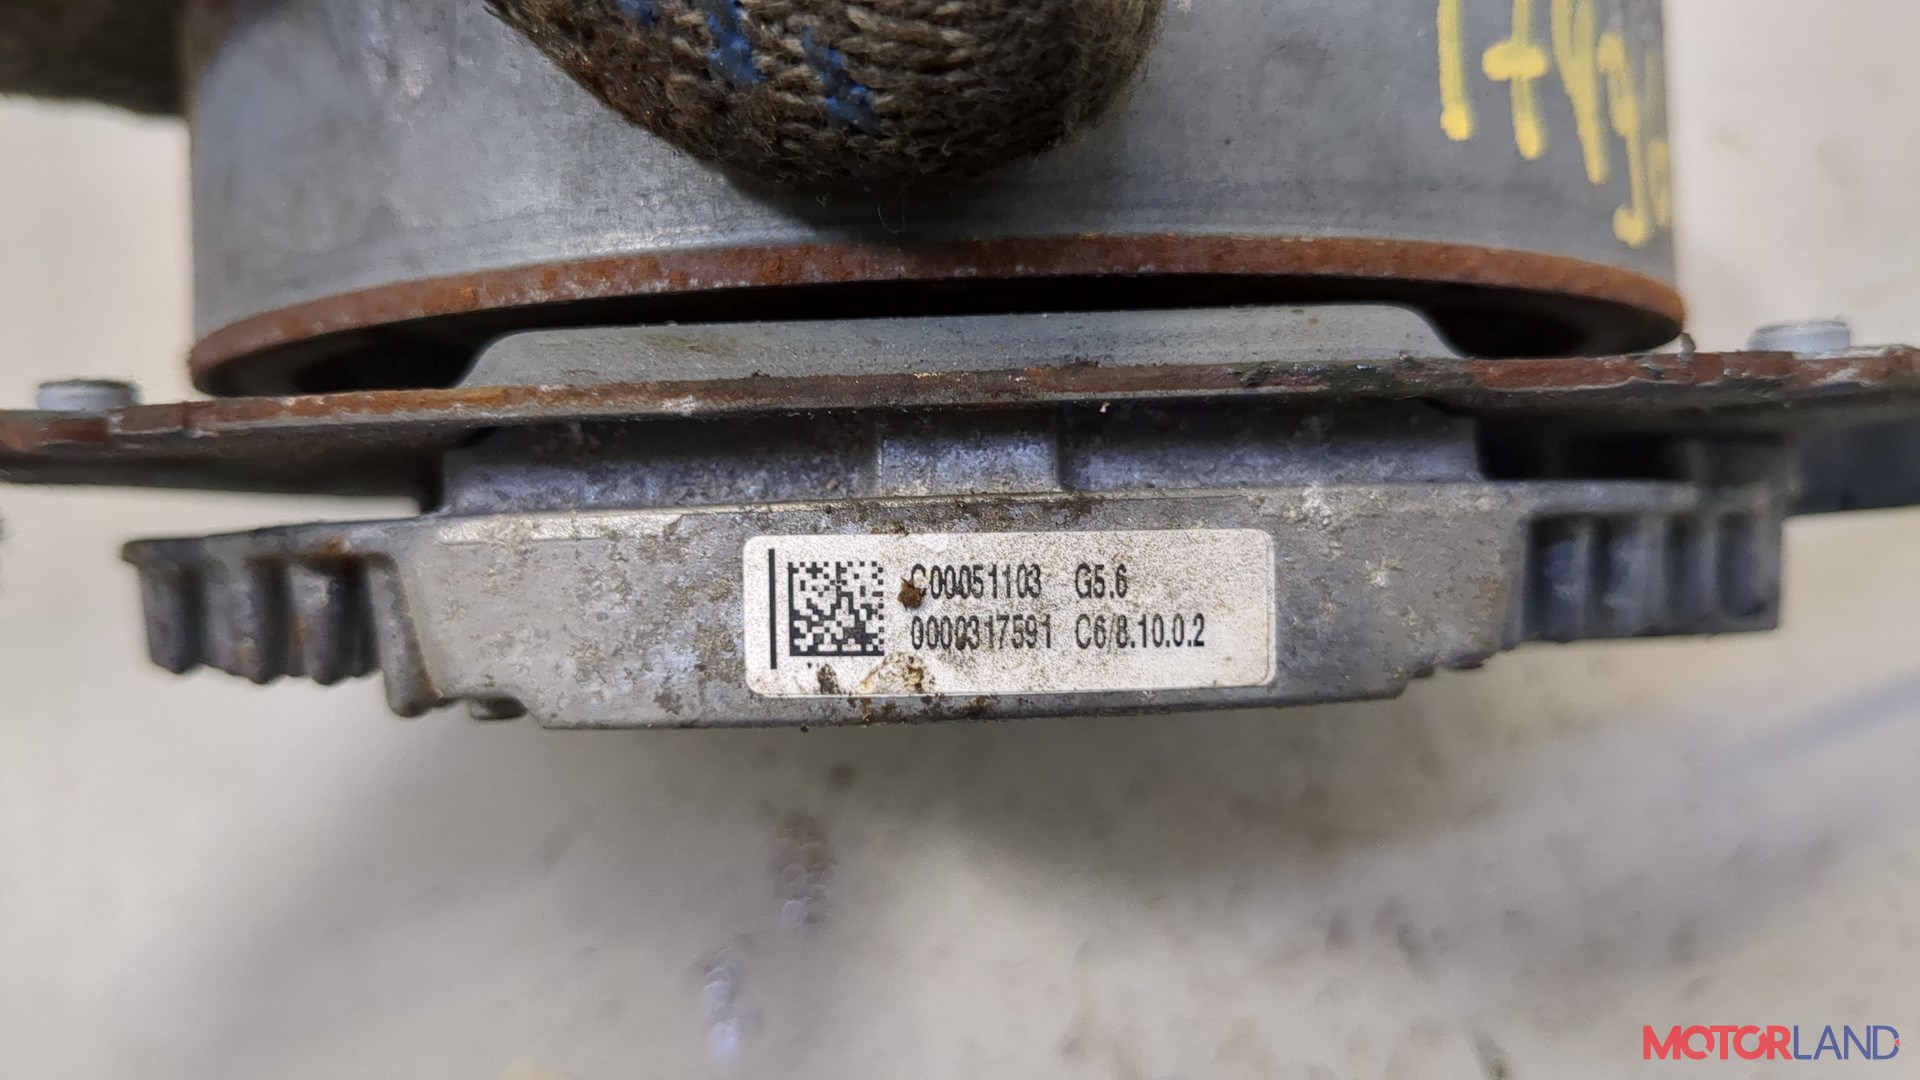 C00051103 G5.6
0000317591 C6/8.10.0.2
MOTORLAND